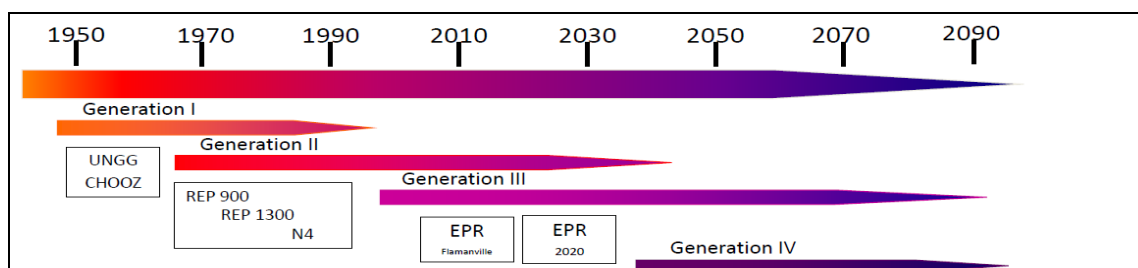 1950 1970 1990 2010 2030 2050 2070 2090
Generation I
Generation II
UNGG
CHOOZ
Generation III
REP 900
REP 1300
N4
EPR
Flamanville
EPR
2020
Generation IV